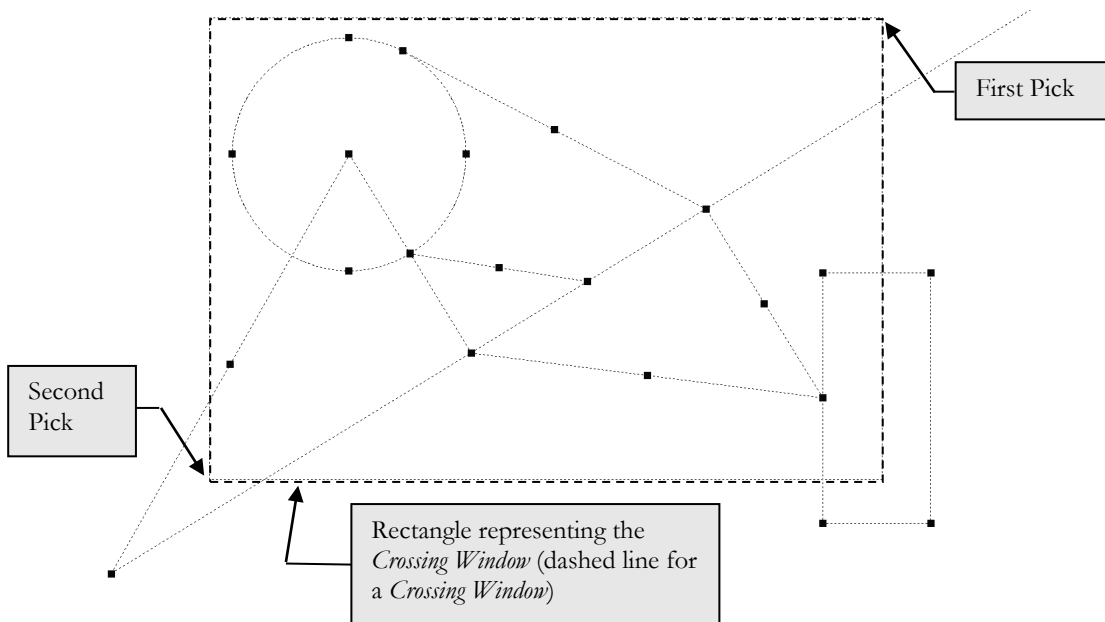 First Pick
Second
Pick
Rectangle representing the
Crossing Window (dashed line for
a Crossing Window)